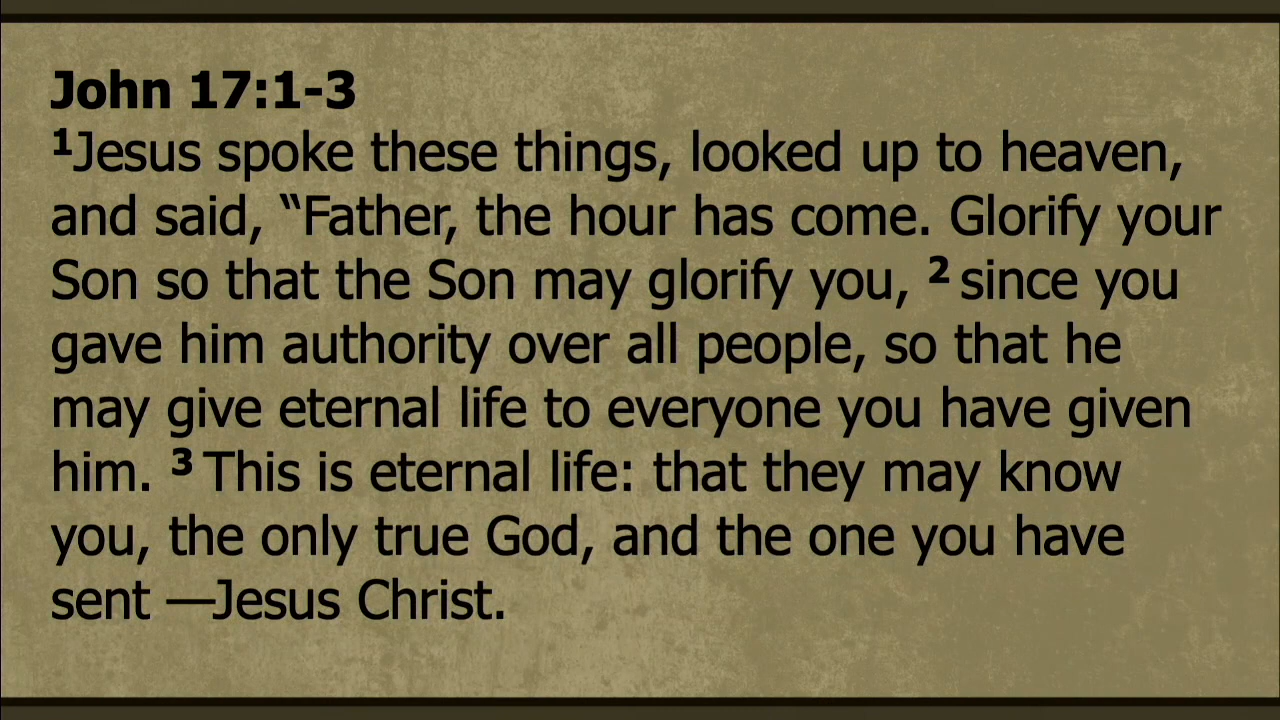 John 17:1-3
¹Jesus spoke these things, looked up to heaven,
and said, “Father, the hour has come. Glorify your
Son so that the Son may glorify you, ² since you
gave him authority over all people, so that he
may give eternal life to everyone you have given
him. ³ This is eternal life: that they may know
you, the only true God, and the one you have
sent —Jesus Christ.